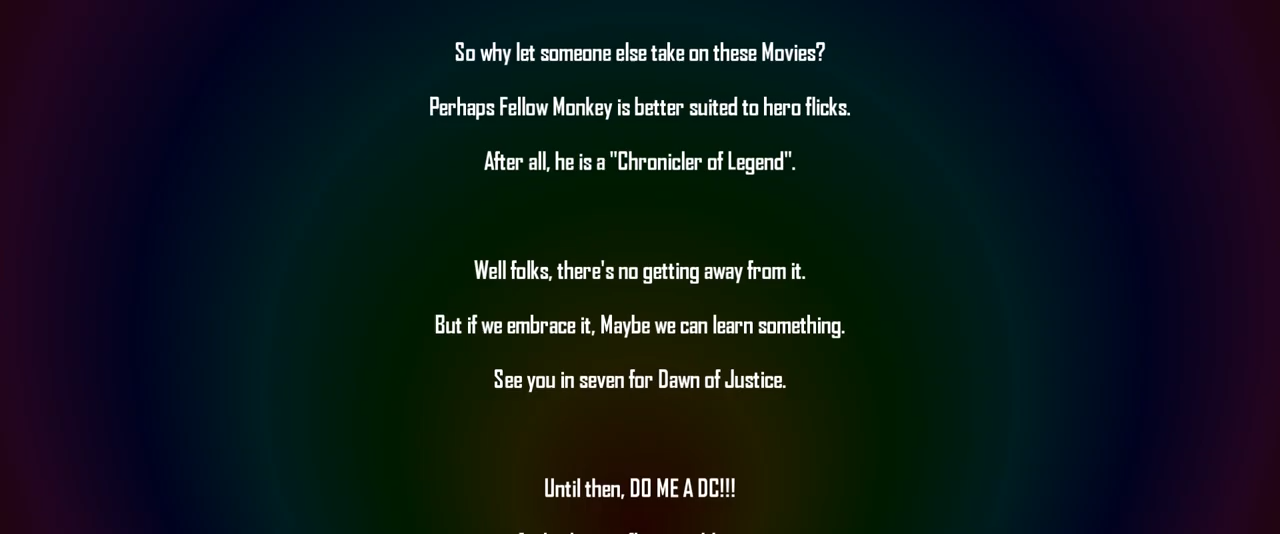 So why let someone else take on these Movies?
Perhaps Fellow Monkey is better suited to hero flicks.
After all, he is a "Chronicler of Legend".
Well folks, there's no getting away from it.
But if we embrace it, Maybe we can learn something.
See you in seven for Dawn of Justice.
Until then, DO ME A DC!!!